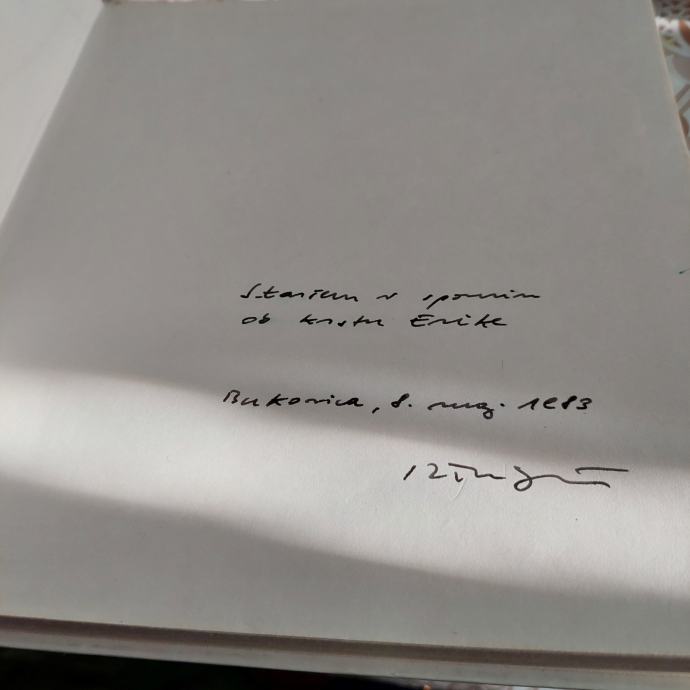 Staršem v spomin
ob krstu Erike
Bukovica, 8. maj. 1983